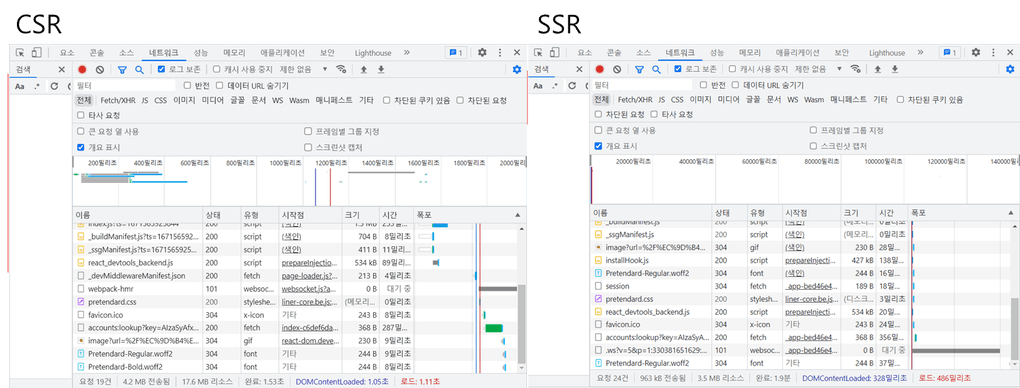 CSR
요소 콘솔 소스 네트워크 성능 메모리 애플리케이션 보안 Lighthouse » 1
검색 로그 보존 캐시 사용 중지 제한 없음
Aa .* 필터 반전 데이터 URL 숨기기
전체 Fetch/XHR JS CSS 이미지 미디어 글꼴 문서 WS Wasm 매니페스트 기타 차단된 쿠키 있음 차단된 요청
타사 요청
큰 요청 열 사용 프레임별 그룹 지정
개요 표시 스크린샷 캡처
200밀리초 400밀리초 600밀리초 800밀리초 1000밀리초 1200밀리초 1400밀리초 1600밀리초 1800밀리초 2000밀리
이름 상태 유형 시작점 크기 시간 폭포
_buildManifest.js?ts=167156592... 200 script (색인) 704 B 8밀리초
_ssgManifest.js?ts=1671565925... 200 script (색인) 411 B 11밀리초
react_devtools_backend.js 200 script prepareInjectio... 534 kB 89밀리...
_devMiddlewareManifest.json 200 fetch page-loader.js?... 213 B 4밀리초
webpack-hmr 101 websoc... websocket.js?a... 0 B 대기 중
pretendard.css 200 styleshe... liner-core.be.js:... (메모리... 0밀리초
favicon.ico 304 x-icon 기타 243 B 8밀리초
accounts:lookup?key=AIzaSyAfx... 200 fetch index-c6def6da... 368 B 287밀...
image?url=%2F%EC%9D%B4%E... 304 gif react-dom.deve... 244 B 9밀리초
Pretendard-Regular.woff2 304 font 기타 244 B 9밀리초
Pretendard-Bold.woff2 304 font 기타 244 B 8밀리초
요청 19건 4.2 MB 전송됨 17.6 MB 리소스 완료: 1.53초 DOMContentLoaded: 1.05초 로드: 1.11초
SSR
요소 콘솔 소스 네트워크 성능 메모리 애플리케이션 보안 Lighthouse » 1
검색 로그 보존 캐시 사용 중지 제한 없음
Aa .* 필터 반전 데이터 URL 숨기기
전체 Fetch/XHR JS CSS 이미지 미디어 글꼴 문서 WS Wasm 매니페스트 기타 차단된 쿠키 있음
차단된 요청 타사 요청
큰 요청 열 사용 프레임별 그룹 지정
개요 표시 스크린샷 캡처
20000밀리초 40000밀리초 60000밀리초 80000밀리초 100000밀리초 120000밀리초 140000밀리
이름 상태 유형 시작점 크기 시간 폭포
_ssgManifest.js 200 script (색인) (메모리... 0밀리초
image?url=%2F%EC%9D%B4... 304 gif (색인) 230 B 28밀리...
installHook.js 200 script prepareInjecti... 427 kB 138밀...
Pretendard-Regular.woff2 304 font (색인) 244 B 16밀리...
session 200 fetch _app-bed46e4... 189 B 18밀리...
pretendard.css 200 styleshe... liner-core.be.js:... (디스크... 3밀리초
react_devtools_backend.js 200 script prepareInjecti... 534 kB 20밀리...
favicon.ico 304 x-icon 기타 243 B 14밀리...
accounts:lookup?key=AIzaSy... 200 fetch _app-bed46e4... 368 B 356밀...
.ws?v=5&p=1:330381651629:... 101 websoc... _app-bed46e4... 0 B 대기 중
Pretendard-Regular.woff2 304 font 기타 244 B 37밀...
요청 24건 963 kB 전송됨 3.5 MB 리소스 완료: 1.9분 DOMContentLoaded: 328밀리초 로드: 486밀리초